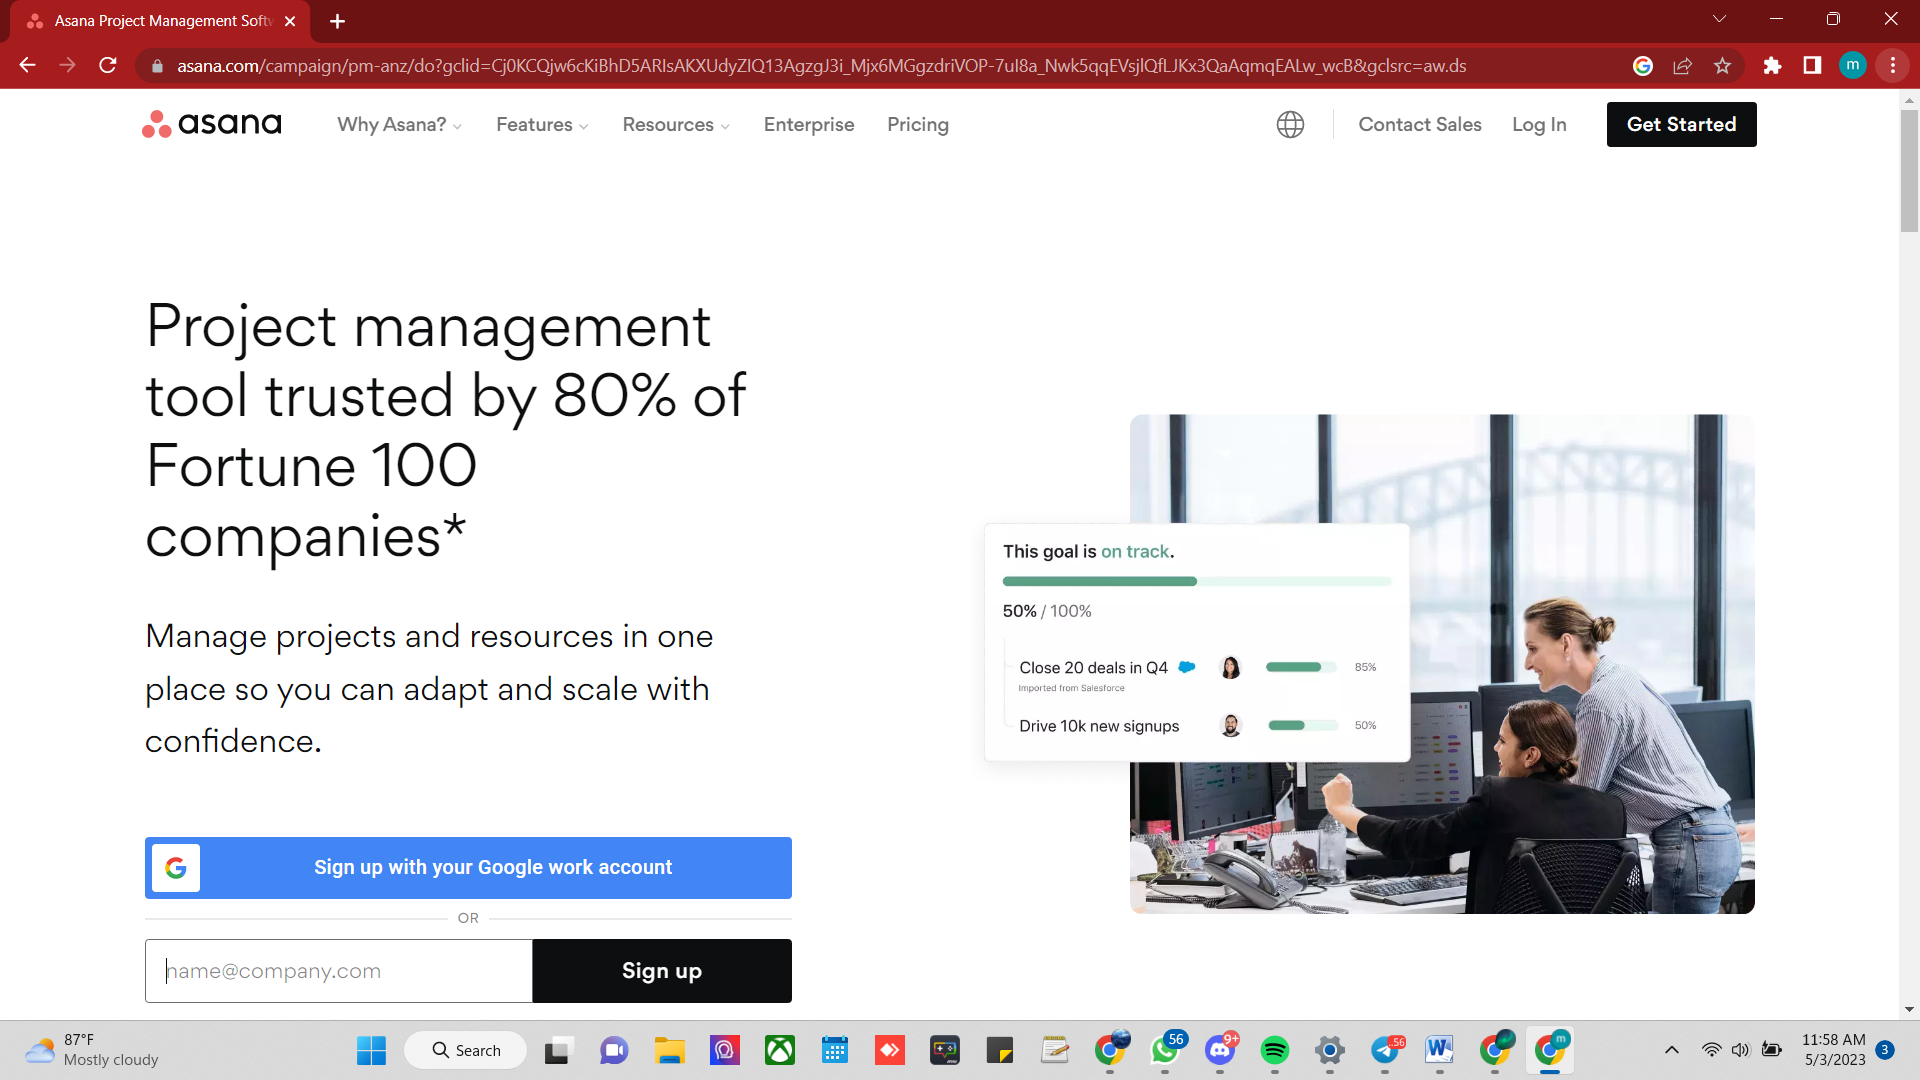 Asana Project Management Softw
asana.com/campaign/pm-anz/do?gclid=Cj0KCQjw6cKiBhD5ARIsAKXUdyZIQ13AgzgJ3i_Mjx6MGgzdriVOP-7uI8a_Nwk5qqEVsjlQfLJKx3QaAqmqEALw_wcB&gclsrc=aw.ds
m
asana
Why Asana?
Features
Resources
Enterprise
Pricing
Contact Sales
Log In
Get Started
Project management
tool trusted by 80% of
Fortune 100
companies*
Manage projects and resources in one
place so you can adapt and scale with
confidence.
This goal is on track.
50% / 100%
Close 20 deals in Q4
85%
Imported from Salesforce
Drive 10k new signups
50%
Sign up with your Google work account
OR
name@company.com
Sign up
87°F
Mostly cloudy
Search
56
9+
56
W
m
11:58 AM
5/3/2023
3